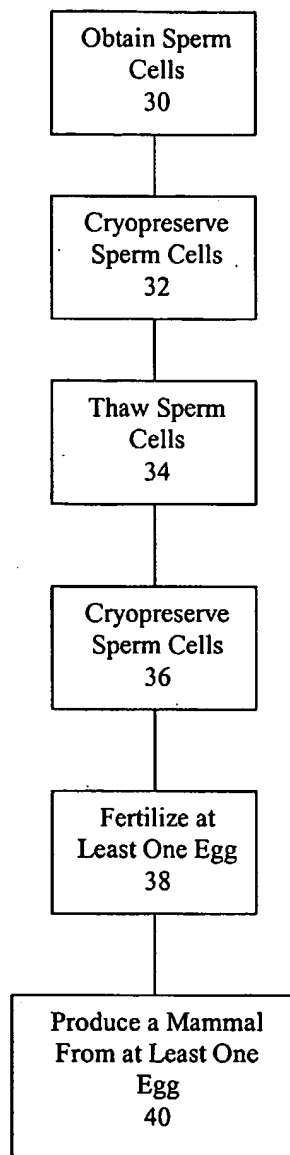 Obtain Sperm
Cells
30
Cryopreserve
Sperm Cells
32
Thaw Sperm
Cells
34
Cryopreserve
Sperm Cells
36
Fertilize at
Least One Egg
38
Produce a Mammal
From at Least One
Egg
40